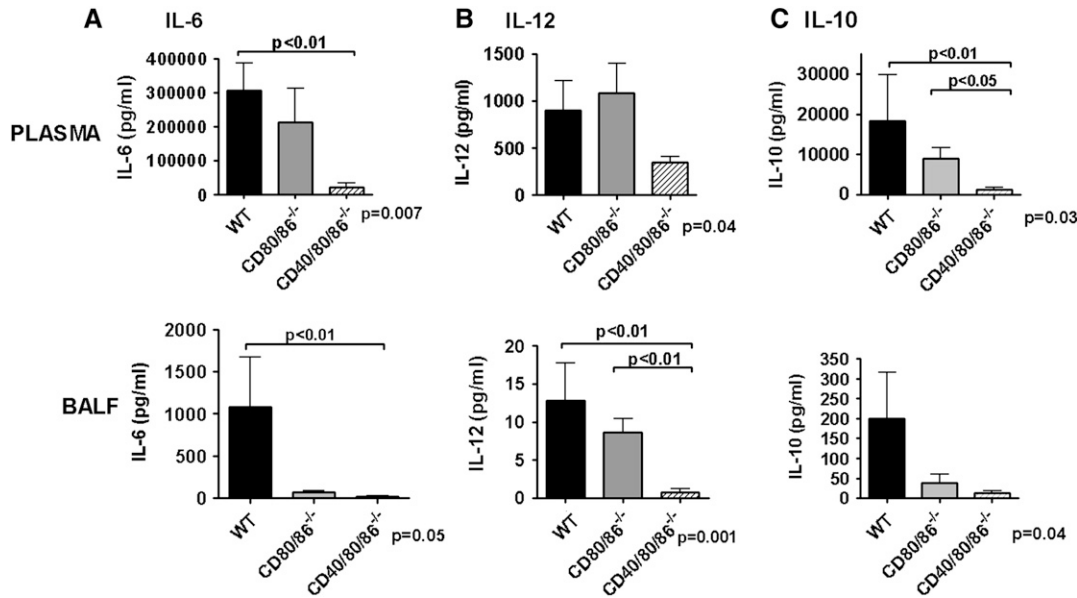 A IL-6
B IL-12
C IL-10
PLASMA
IL-6 (pg/ml)
400000
300000
200000
100000
0
p<0.01
WT
CD80/86-/-
CD40/80/86-/-
p=0.007
IL-12 (pg/ml)
1500
1000
500
0
WT
CD80/86-/-
CD40/80/86-/-
p=0.04
IL-10 (pg/ml)
30000
20000
10000
0
p<0.01
p<0.05
WT
CD80/86-/-
CD40/80/86-/-
p=0.03
BALF
IL-6 (pg/ml)
2000
1500
1000
500
0
p<0.01
WT
CD80/86-/-
CD40/80/86-/-
p=0.05
IL-12 (pg/ml)
20
15
10
5
0
p<0.01
p<0.01
WT
CD80/86-/-
CD40/80/86-/-
p=0.001
IL-10 (pg/ml)
350
300
250
200
150
100
50
0
WT
CD80/86-/-
CD40/80/86-/-
p=0.04